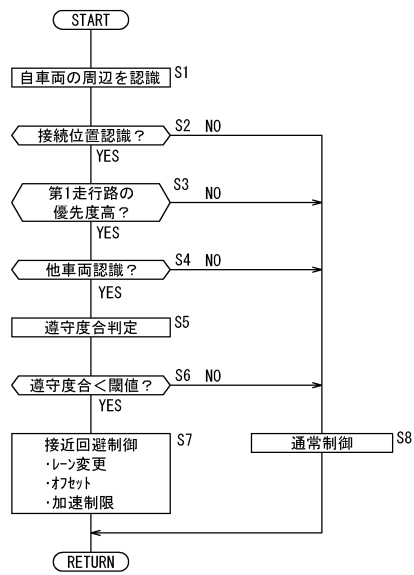 START
自車両の周辺を認識 S1
接続位置認識？ S2 NO
YES
第1走行路の
優先度高？ S3 NO
YES
他車両認識？ S4 NO
YES
遵守度合判定 S5
遵守度合＜閾値？ S6 NO
YES
接近回避制御 S7
・ﾚｰﾝ変更
・ｵﾌｾｯﾄ
・加速制限
通常制御 S8
RETURN